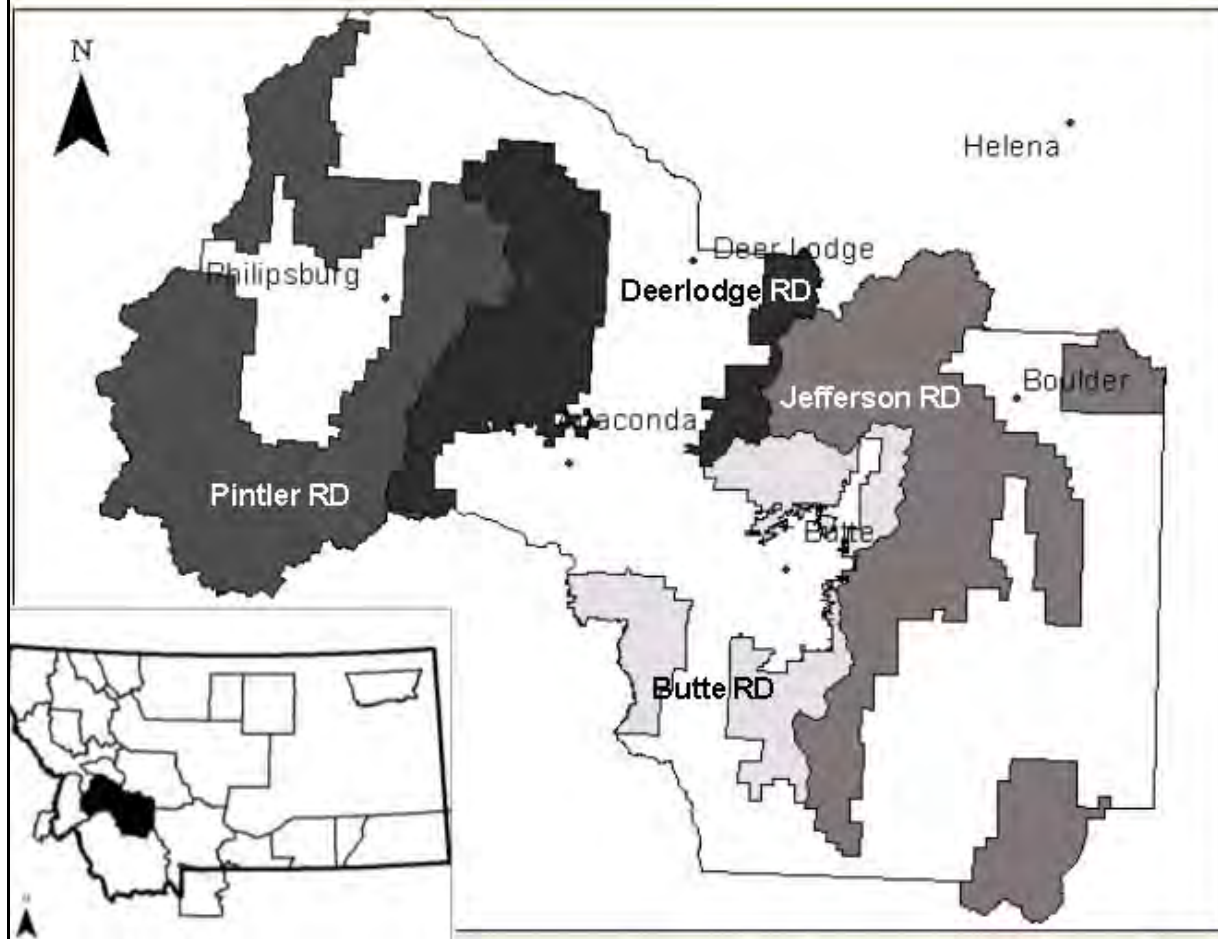 N
Helena
Deer Lodge
Philipsburg
Deerlodge RD
Boulder
Jefferson RD
Pintler RD
Butte
Butte RD